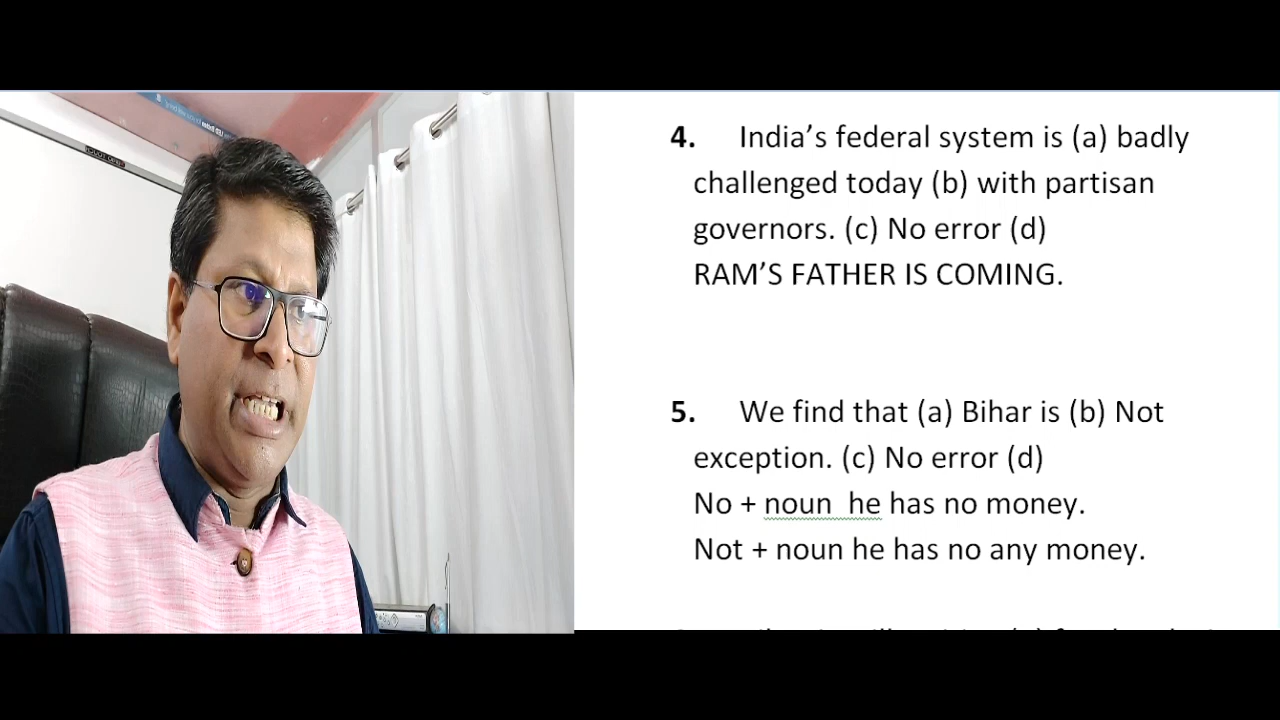 4. India’s federal system is (a) badly
challenged today (b) with partisan
governors. (c) No error (d)
RAM’S FATHER IS COMING.
5. We find that (a) Bihar is (b) Not
exception. (c) No error (d)
No + noun he has no money.
Not + noun he has no any money.